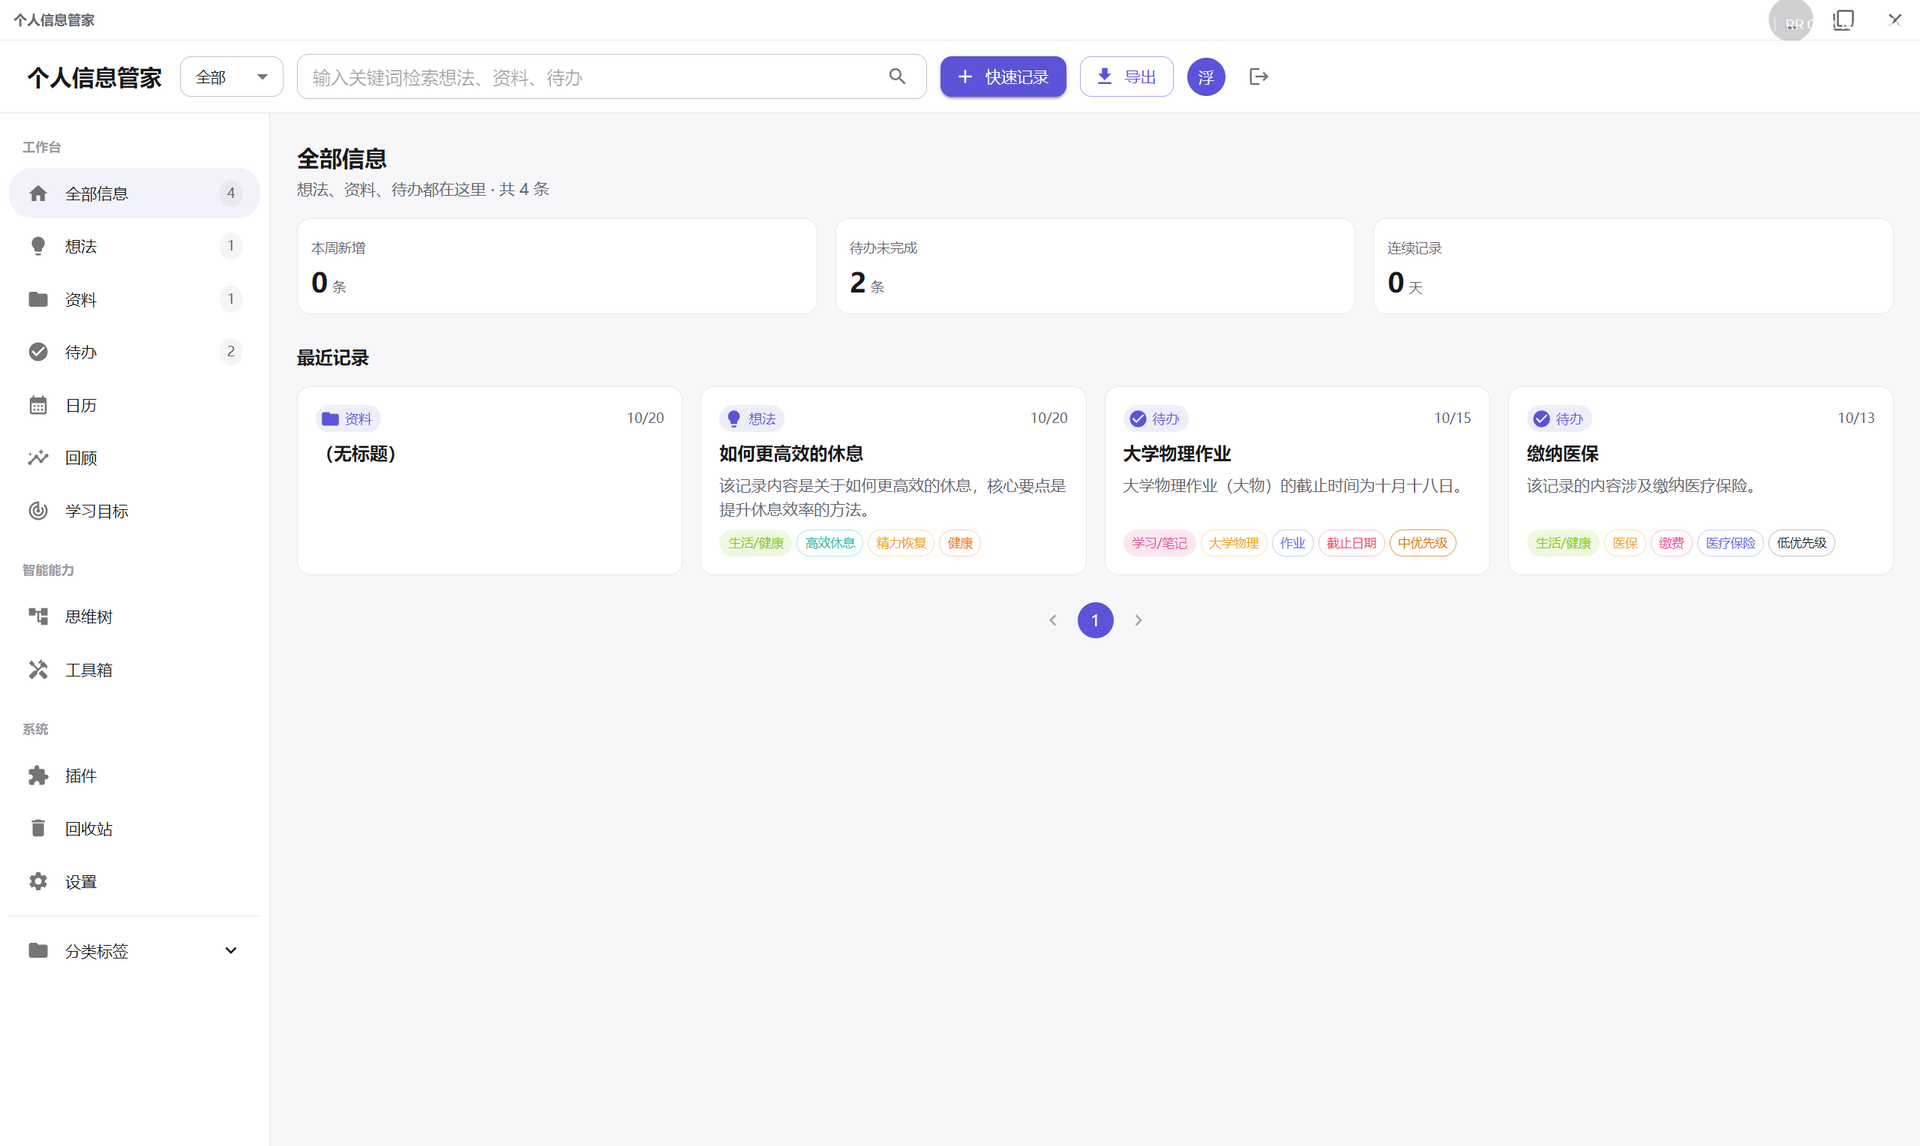 个人信息管家
RR
个人信息管家
全部
输入关键词检索想法、资料、待办
快速记录
导出
浮
工作台
全部信息 4
想法 1
资料 1
待办 2
日历
回顾
学习目标
智能能力
思维树
工具箱
系统
插件
回收站
设置
分类标签
全部信息
想法、资料、待办都在这里 · 共 4 条
本周新增
0 条
待办未完成
2 条
连续记录
0 天
最近记录
资料 10/20
（无标题）
想法 10/20
如何更高效的休息
该记录内容是关于如何更高效的休息，核心要点是
提升休息效率的方法。
生活/健康 高效休息 精力恢复 健康
待办 10/15
大学物理作业
大学物理作业（大物）的截止时间为十月十八日。
学习/笔记 大学物理 作业 截止日期 中优先级
待办 10/13
缴纳医保
该记录的内容涉及缴纳医疗保险。
生活/健康 医保 缴费 医疗保险 低优先级
1